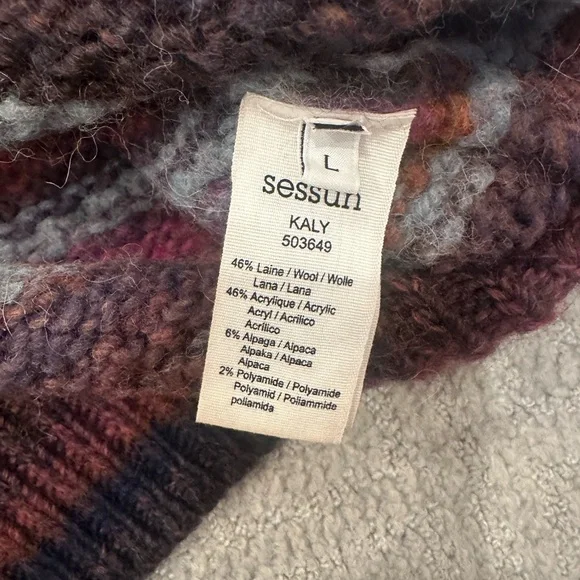 L
sessun
KALY
503649
46% Laine / Wool / Wolle
Lana / Lana
46% Acrylique / Acrylic
Acryl / Acrilico
Acrílico
6% Alpaga / Alpaca
Alpaka / Alpaca
Alpaca
2% Polyamide / Polyamide
Polyamid / Poliammide
poliamida